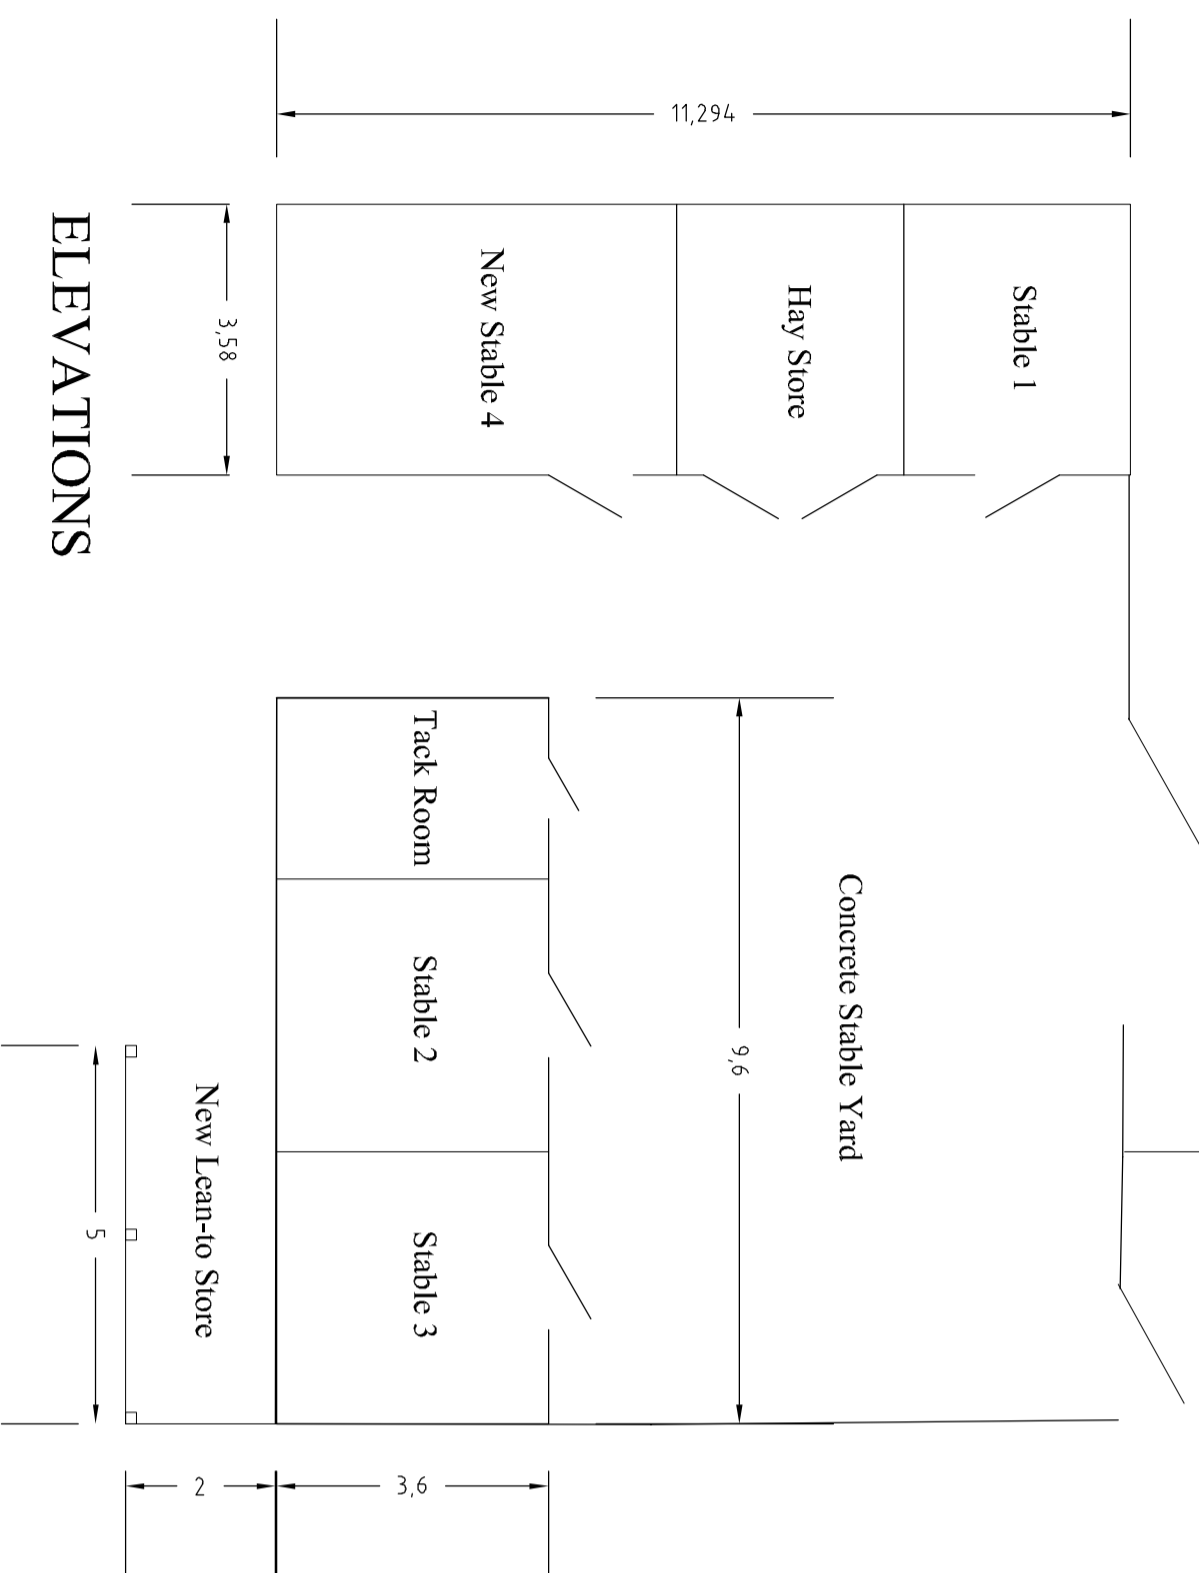 11,294
Stable 1
Hay Store
New Stable 4
3,58
ELEVATIONS
Concrete Stable Yard
9,6
Tack Room
Stable 2
Stable 3
New Lean-to Store
5
2
3,6